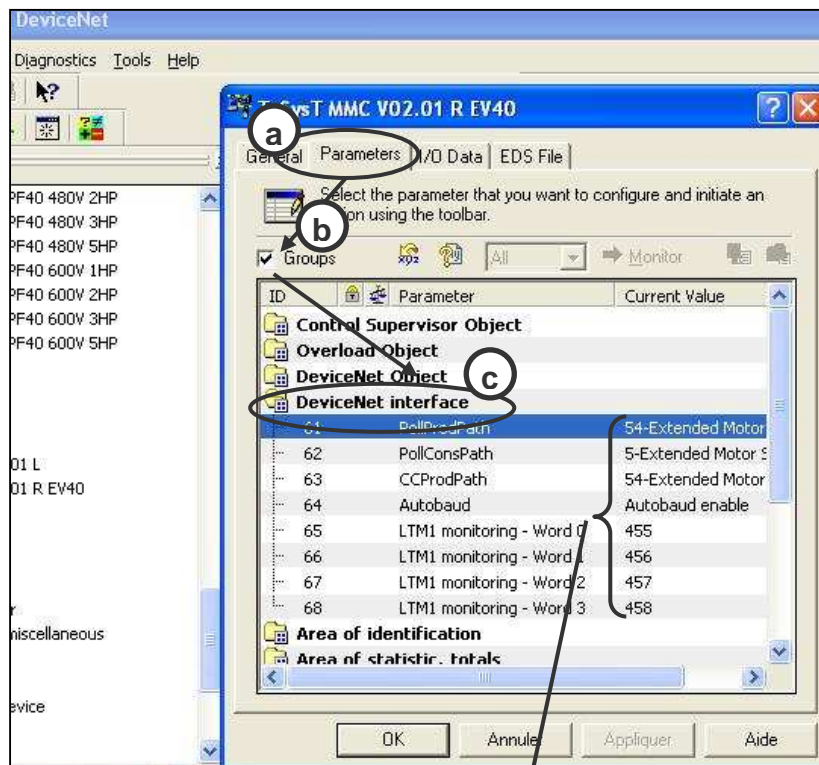 DeviceNet
Diagnostics Tools Help
TeSysT MMC V02.01 R EV40
a
General Parameters I/O Data EDS File
Select the parameter that you want to configure and initiate an
using the toolbar.
b
Groups All Monitor
ID Parameter Current Value
Control Supervisor Object
Overload Object
DeviceNet Object
c
DeviceNet interface
61 PollProdPath 54-Extended Motor
62 PollConsPath 5-Extended Motor S
63 CCProdPath 54-Extended Motor
64 Autobaud Autobaud enable
65 LTM1 monitoring - Word 0 455
66 LTM1 monitoring - Word 1 456
67 LTM1 monitoring - Word 2 457
68 LTM1 monitoring - Word 3 458
Area of identification
Area of statistic. totals
OK Annuler Appliquer Aide
PF40 480V 2HP
PF40 480V 3HP
PF40 480V 5HP
PF40 600V 1HP
PF40 600V 2HP
PF40 600V 3HP
PF40 600V 5HP
01 L
01 R EV40
r
miscellaneous
evice